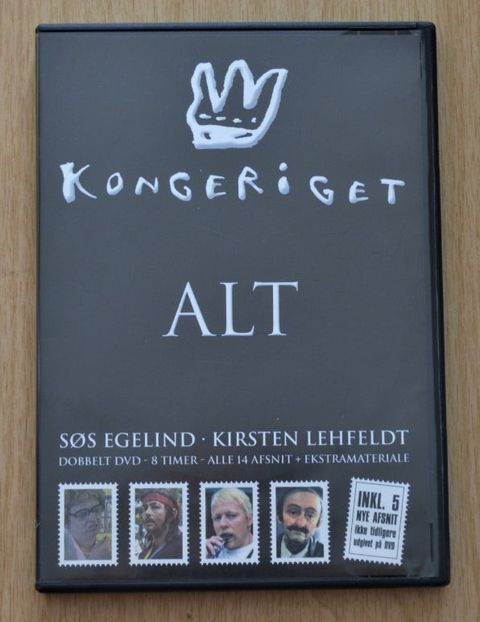 KONGERiGET
ALT
SØS EGELIND · KIRSTEN LEHFELDT
DOBBELT DVD - 8 TIMER - ALLE 14 AFSNIT + EKSTRAMATERIALE
INKL. 5
NYE AFSNIT
ikke tidligere
udgivet på DVD